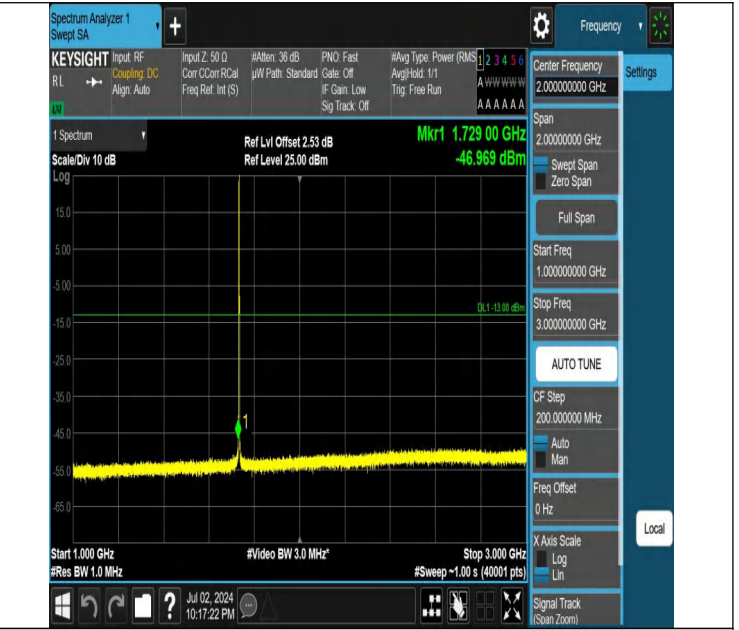 Spectrum Analyzer 1
Swept SA
+
Frequency
KEYSIGHT
RL
Input: RF
Coupling: DC
Align: Auto
Input Z: 50 Ω
Corr CCorr RCal
Freq Ref: Int (S)
#Atten: 36 dB
µW Path: Standard
PNO: Fast
Gate: Off
IF Gain: Low
Sig Track: Off
#Avg Type: Power (RMS
Avg|Hold: 1/1
Trig: Free Run
1 2 3 4 5 6
A W W W W W
A A A A A A
1 Spectrum
Scale/Div 10 dB
Log
Ref Lvl Offset 2.53 dB
Ref Level 25.00 dBm
Mkr1 1.729 00 GHz
-46.969 dBm
15.0
5.00
-5.00
-15.0
-25.0
-35.0
-45.0
-55.0
-65.0
DL1 -13.00 dBm
1
Start 1.000 GHz
#Res BW 1.0 MHz
#Video BW 3.0 MHz*
Stop 3.000 GHz
#Sweep ~1.00 s (40001 pts)
Jul 02, 2024
10:17:22 PM
?
Center Frequency
2.000000000 GHz
Settings
Span
2.00000000 GHz
Swept Span
Zero Span
Full Span
Start Freq
1.000000000 GHz
Stop Freq
3.000000000 GHz
AUTO TUNE
CF Step
200.000000 MHz
Auto
Man
Freq Offset
0 Hz
X Axis Scale
Log
Lin
Local
Signal Track
(Span Zoom)